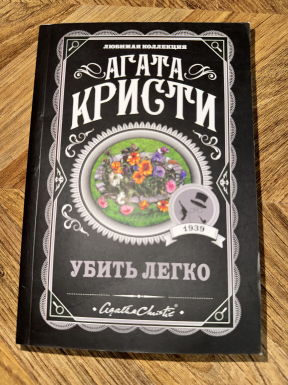 ЛЮБИМАЯ КОЛЛЕКЦИЯ
АГАТА
КРИСТИ
1939
УБИТЬ ЛЕГКО
Agatha Christie